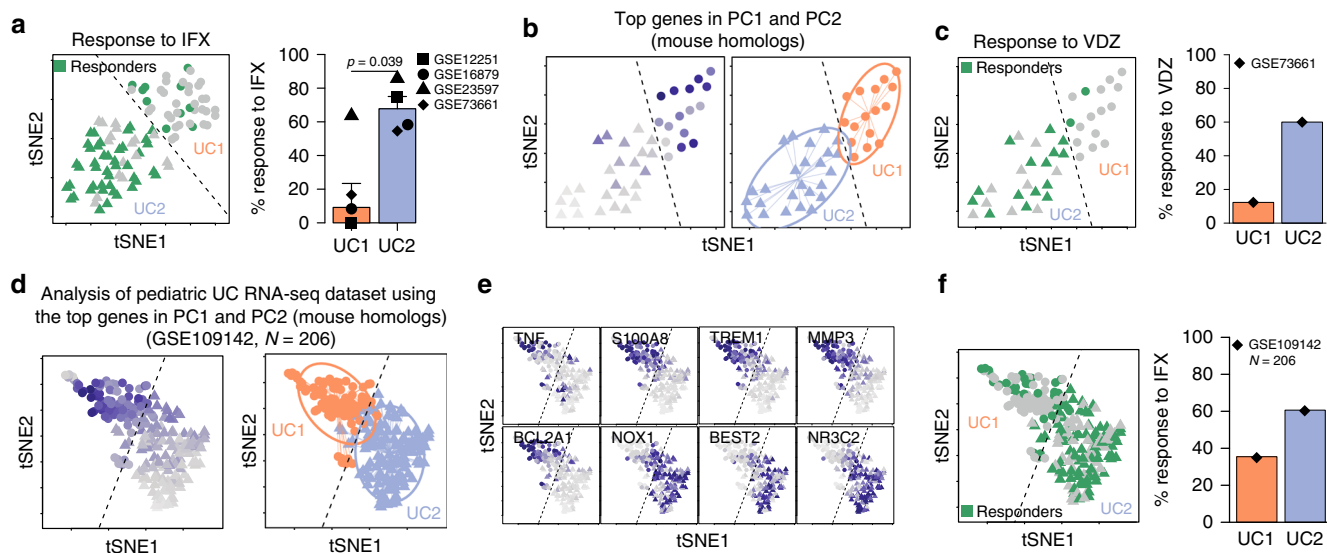 a
Response to IFX
Responders
UC1
UC2
tSNE2
tSNE1
% response to IFX
100
80
60
40
20
0
p = 0.039
GSE12251
GSE16879
GSE23597
GSE73661
UC1
UC2
b
Top genes in PC1 and PC2
(mouse homologs)
tSNE2
UC1
UC2
tSNE1
c
Response to VDZ
Responders
UC1
UC2
tSNE2
tSNE1
% response to VDZ
100
80
60
40
20
0
GSE73661
UC1
UC2
d
Analysis of pediatric UC RNA-seq dataset using
the top genes in PC1 and PC2 (mouse homologs)
(GSE109142, N = 206)
tSNE2
tSNE2
UC1
UC2
tSNE1
e
TNF
S100A8
TREM1
MMP3
BCL2A1
NOX1
BEST2
NR3C2
tSNE2
tSNE1
f
UC1
UC2
Responders
tSNE2
tSNE1
% response to IFX
100
80
60
40
20
0
GSE109142
N = 206
UC1
UC2